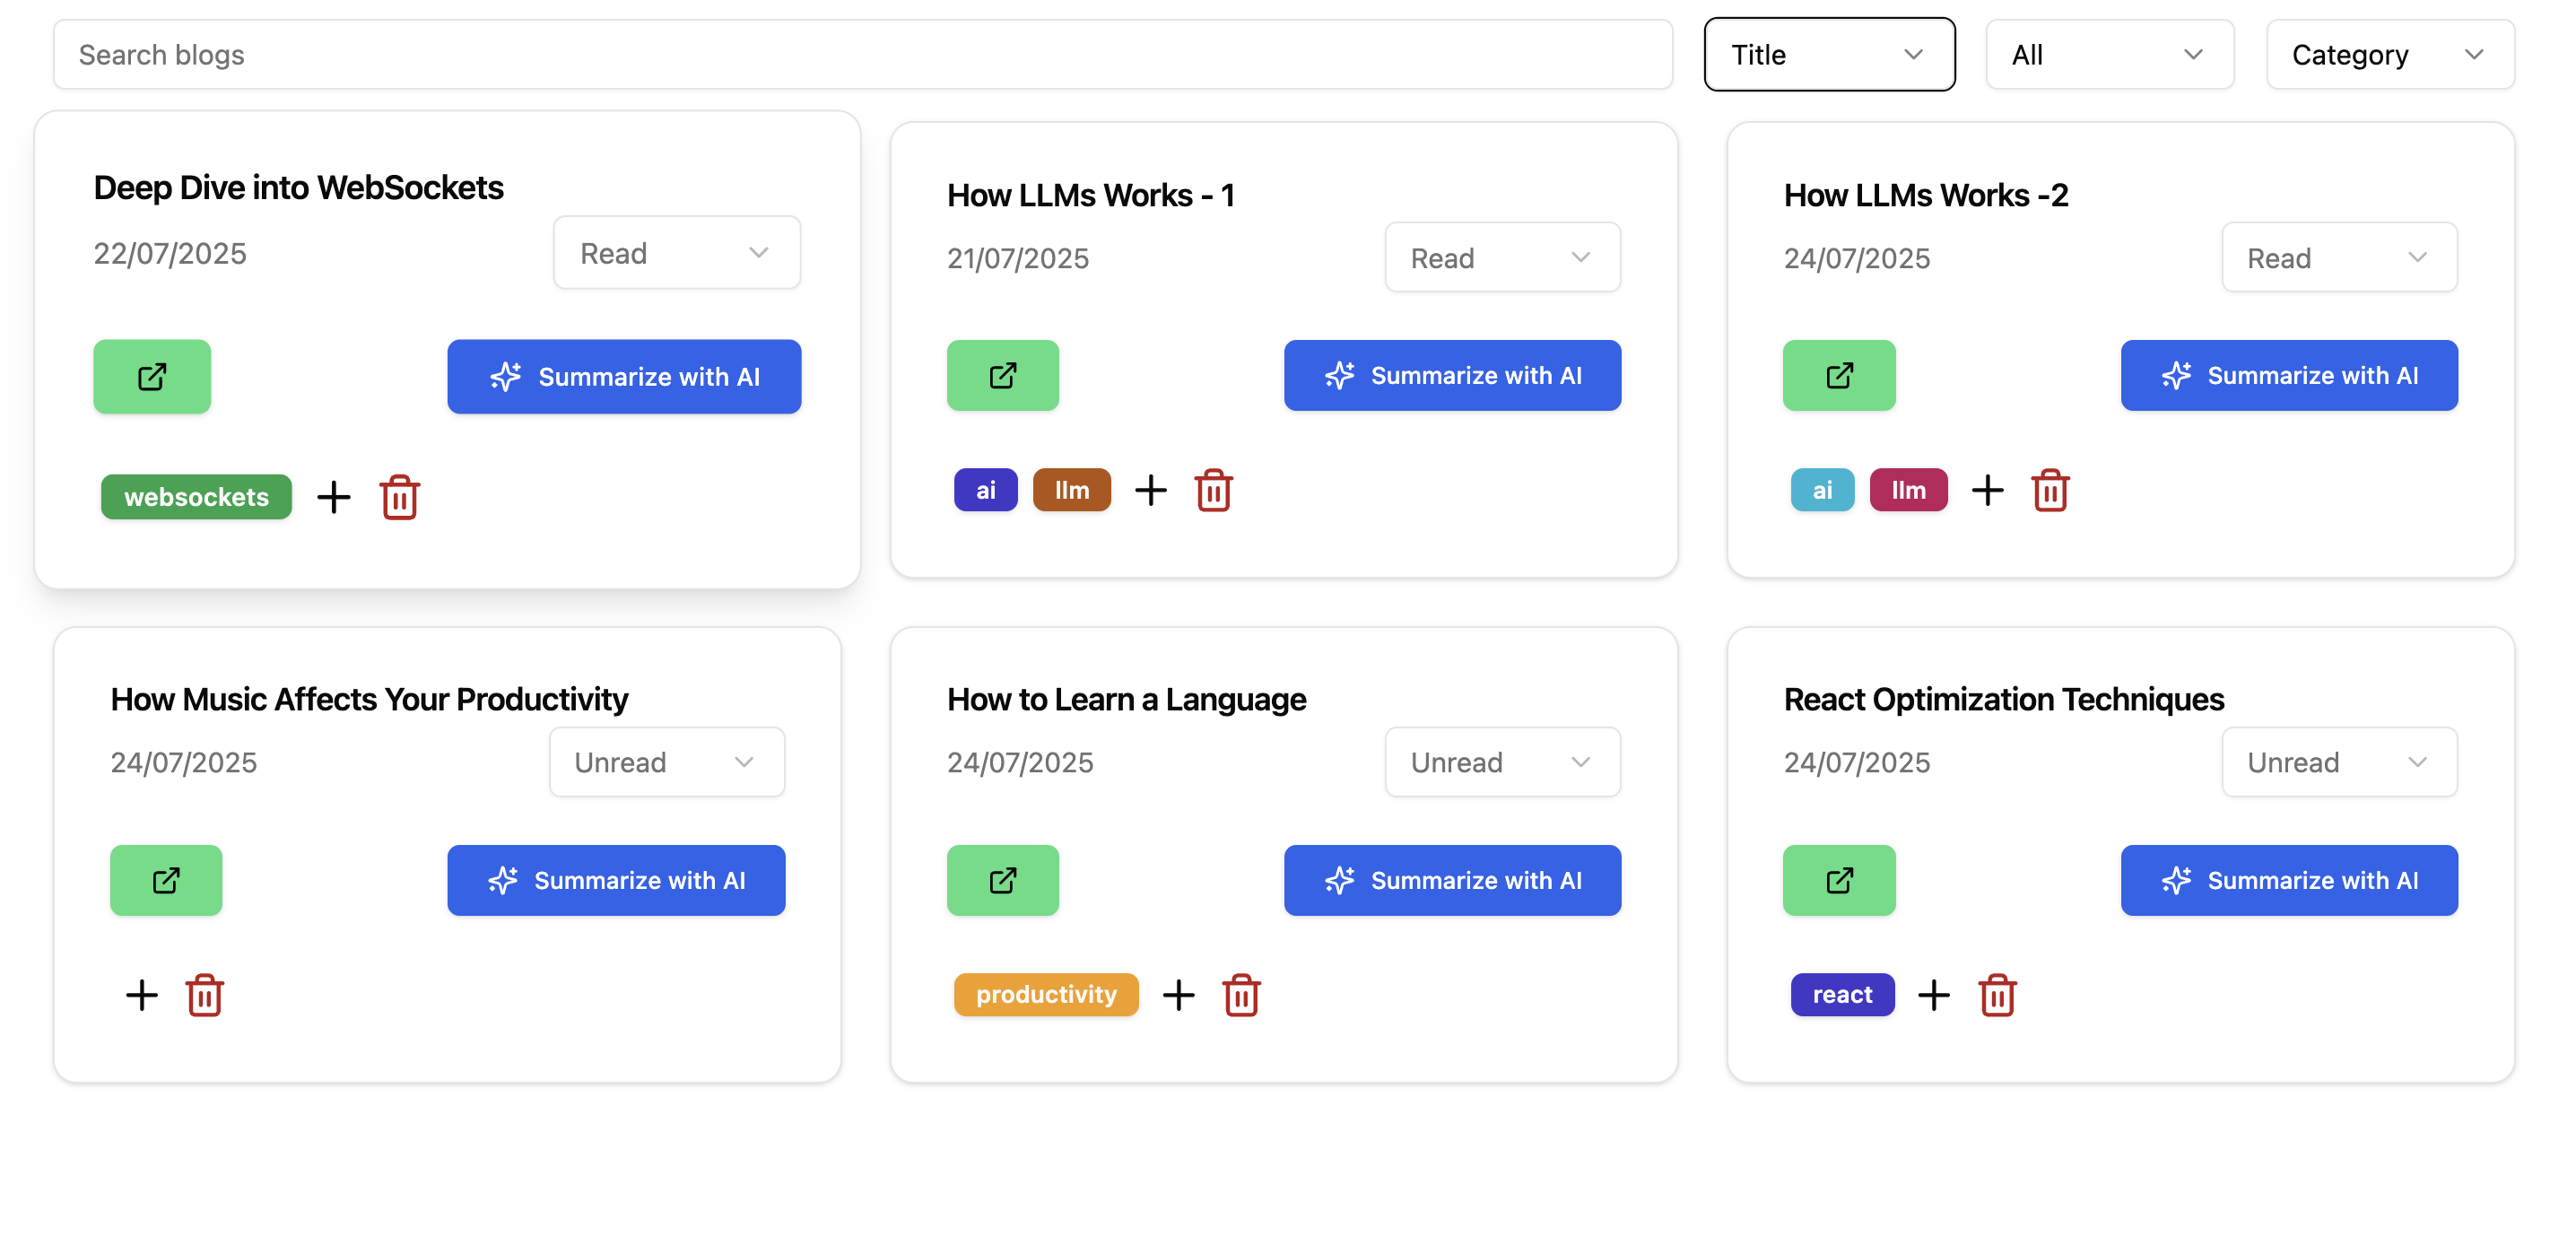 Search blogs
Title
All
Category
Deep Dive into WebSockets
22/07/2025
Read
Summarize with AI
websockets
How LLMs Works - 1
21/07/2025
Read
Summarize with AI
ai
llm
How LLMs Works -2
24/07/2025
Read
Summarize with AI
ai
llm
How Music Affects Your Productivity
24/07/2025
Unread
Summarize with AI
How to Learn a Language
24/07/2025
Unread
Summarize with AI
productivity
React Optimization Techniques
24/07/2025
Unread
Summarize with AI
react